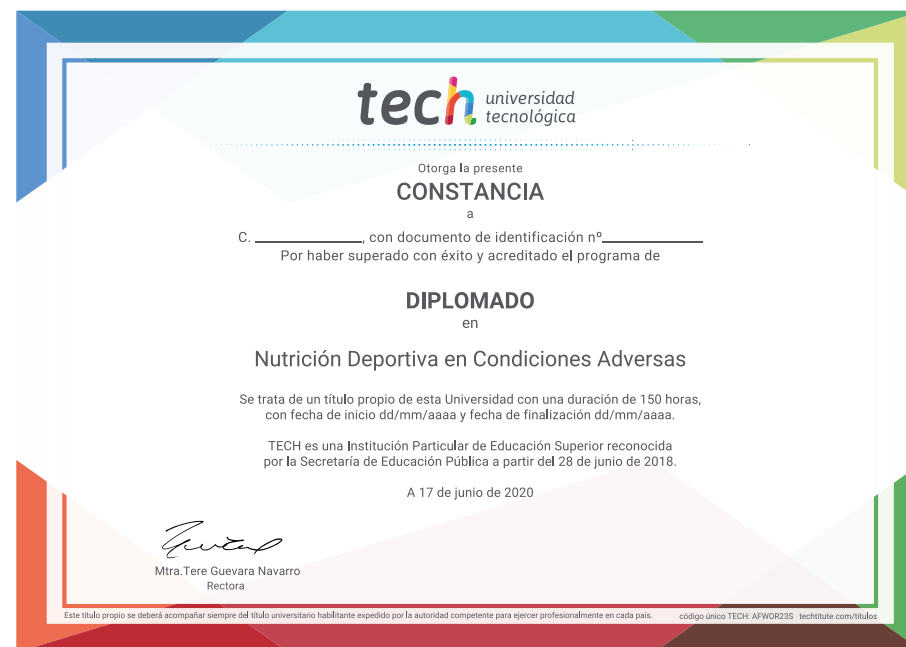 tech universidad
tecnológica
Otorga la presente
CONSTANCIA
a
C. ____________, con documento de identificación nº____________
Por haber superado con éxito y acreditado el programa de
DIPLOMADO
en
Nutrición Deportiva en Condiciones Adversas
Se trata de un título propio de esta Universidad con una duración de 150 horas,
con fecha de inicio dd/mm/aaaa y fecha de finalización dd/mm/aaaa.
TECH es una Institución Particular de Educación Superior reconocida
por la Secretaría de Educación Pública a partir del 28 de junio de 2018.
A 17 de junio de 2020
Mtra.Tere Guevara Navarro
Rectora
Este título propio se deberá acompañar siempre del título universitario habilitante expedido por la autoridad competente para ejercer profesionalmente en cada país.
código único TECH: AFWOR23S techtitute.com/titulos